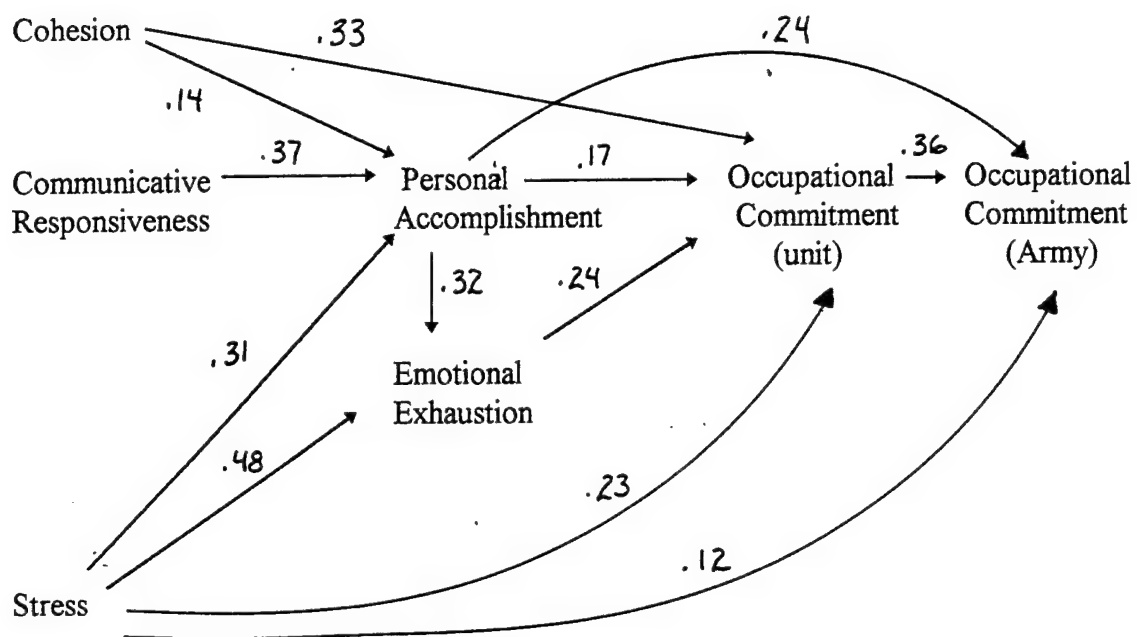 Cohesion
.33
.24
.14
.37
.17
.36
Communicative
Responsiveness
Personal
Accomplishment
Occupational
Commitment
(unit)
Occupational
Commitment
(Army)
.32
.24
.31
Emotional
Exhaustion
.48
.23
.12
Stress